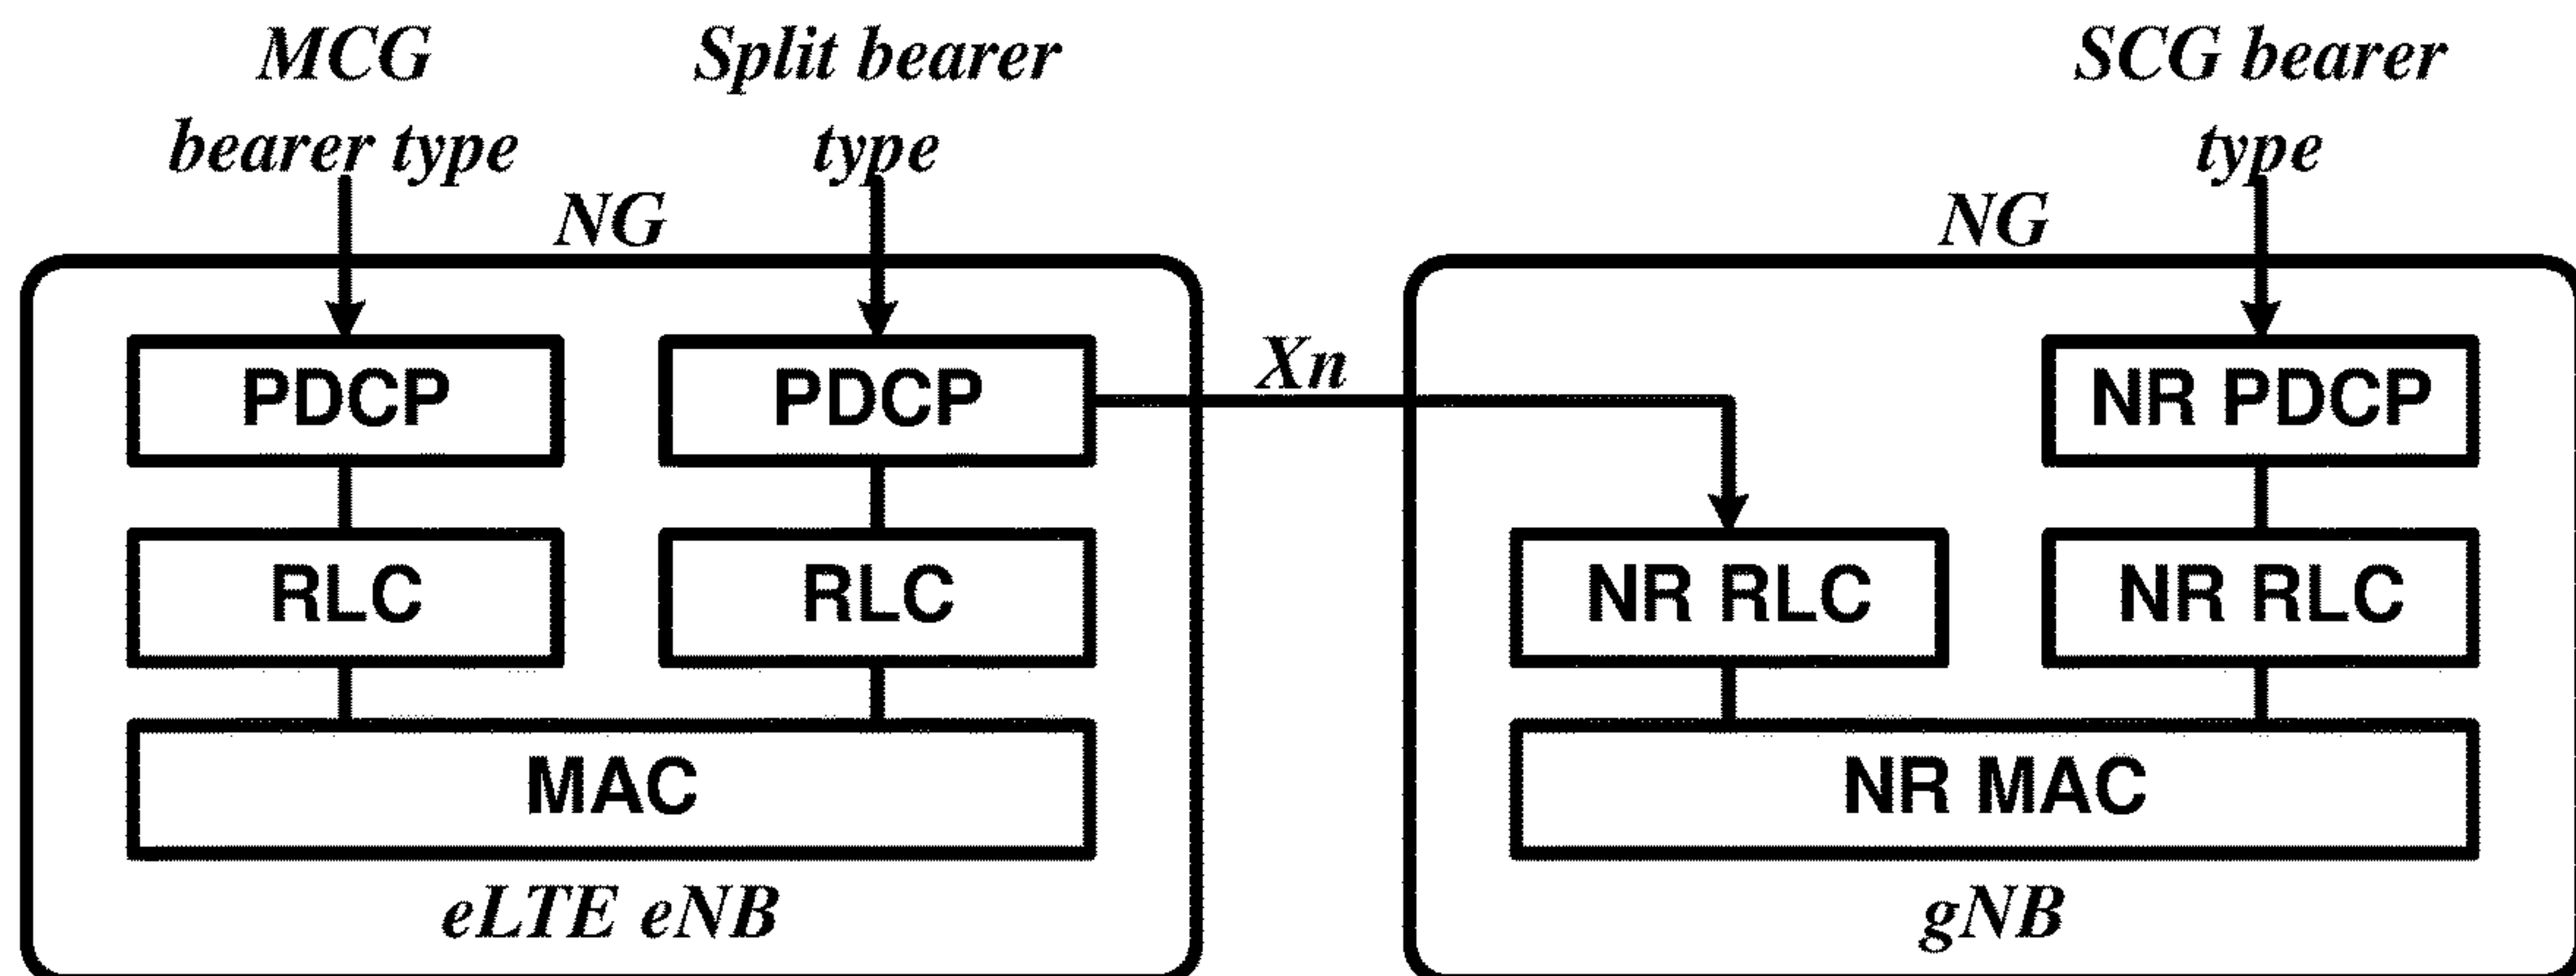 MCG
bearer type
Split bearer
type
SCG bearer
type
NG
NG
PDCP
PDCP
Xn
NR PDCP
RLC
RLC
NR RLC
NR RLC
MAC
NR MAC
eLTE eNB
gNB